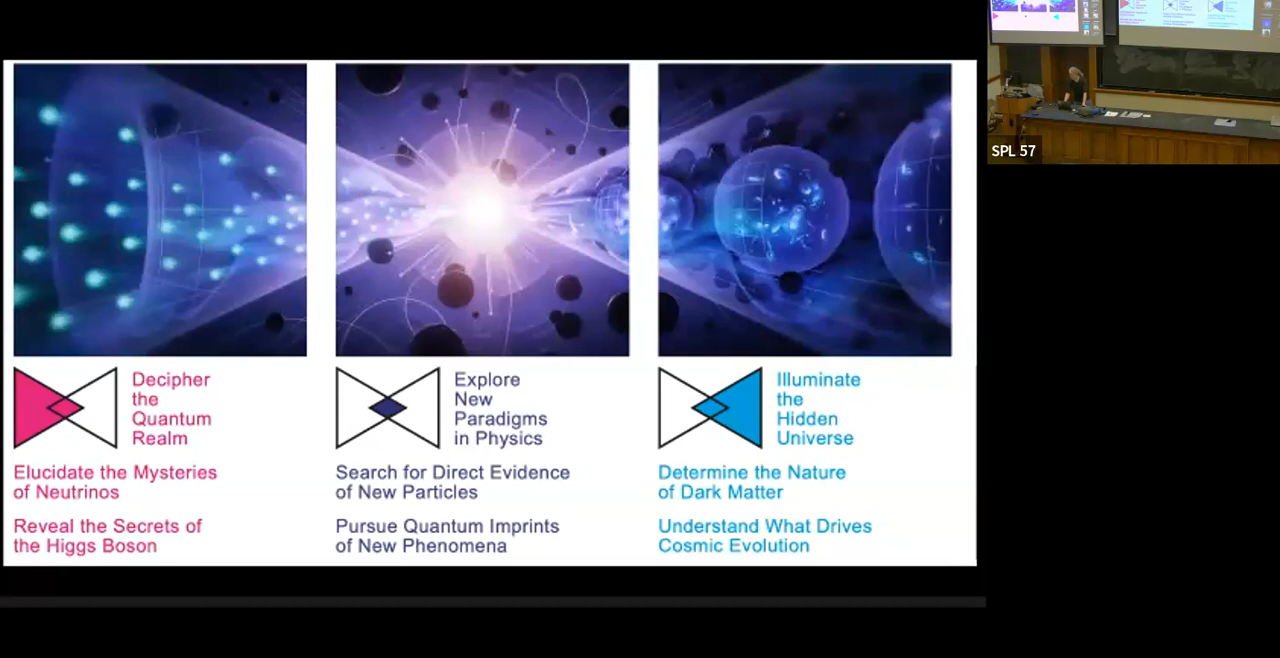 SPL 57
Decipher
the
Quantum
Realm
Elucidate the Mysteries
of Neutrinos
Reveal the Secrets of
the Higgs Boson
Explore
New
Paradigms
in Physics
Search for Direct Evidence
of New Particles
Pursue Quantum Imprints
of New Phenomena
Illuminate
the
Hidden
Universe
Determine the Nature
of Dark Matter
Understand What Drives
Cosmic Evolution